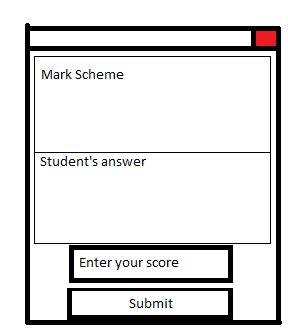 Mark Scheme
Student's answer
Enter your score
Submit